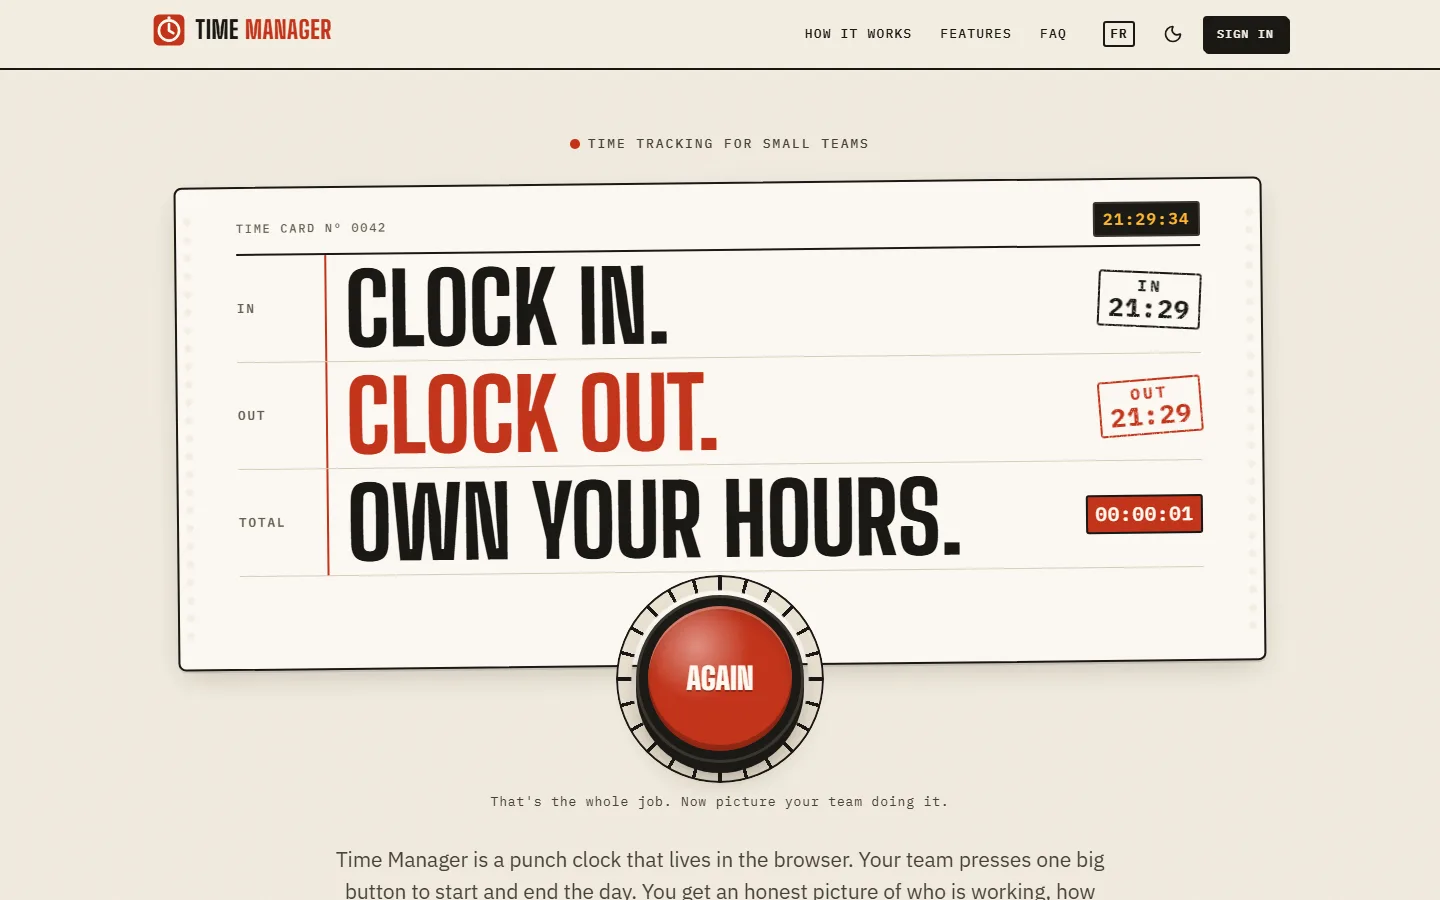 TIME MANAGER
HOW IT WORKS
FEATURES
FAQ
FR
SIGN IN
TIME TRACKING FOR SMALL TEAMS
TIME CARD Nº 0042
21:29:34
IN
CLOCK IN.
IN
21:29
OUT
CLOCK OUT.
OUT
21:29
TOTAL
OWN YOUR HOURS.
00:00:01
AGAIN
That's the whole job. Now picture your team doing it.
Time Manager is a punch clock that lives in the browser. Your team presses one big
button to start and end the day. You get an honest picture of who is working, how